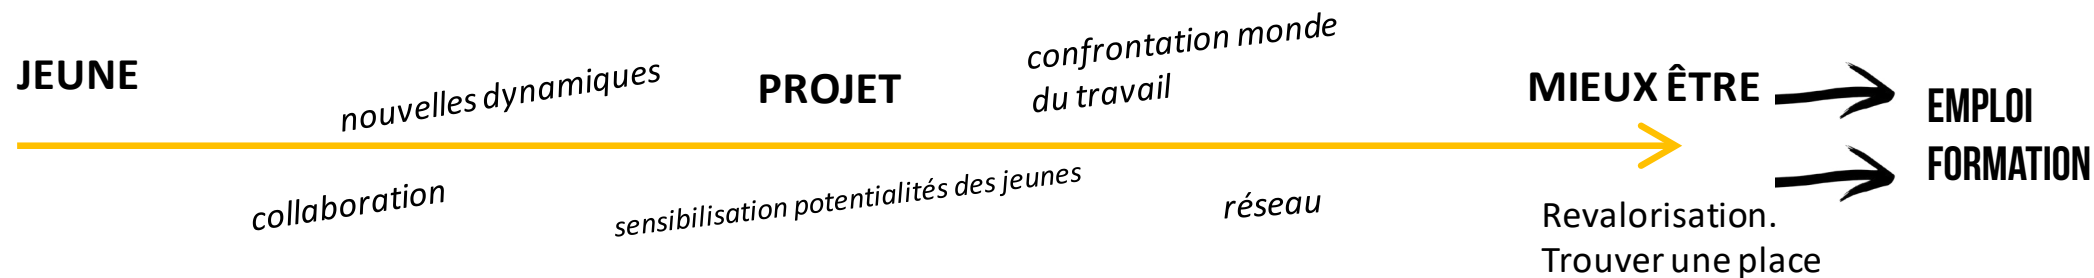 JEUNE
nouvelles dynamiques
PROJET
confrontation monde
du travail
MIEUX ÊTRE
EMPLOI
FORMATION
collaboration
sensibilisation potentialités des jeunes
réseau
Revalorisation.
Trouver une place